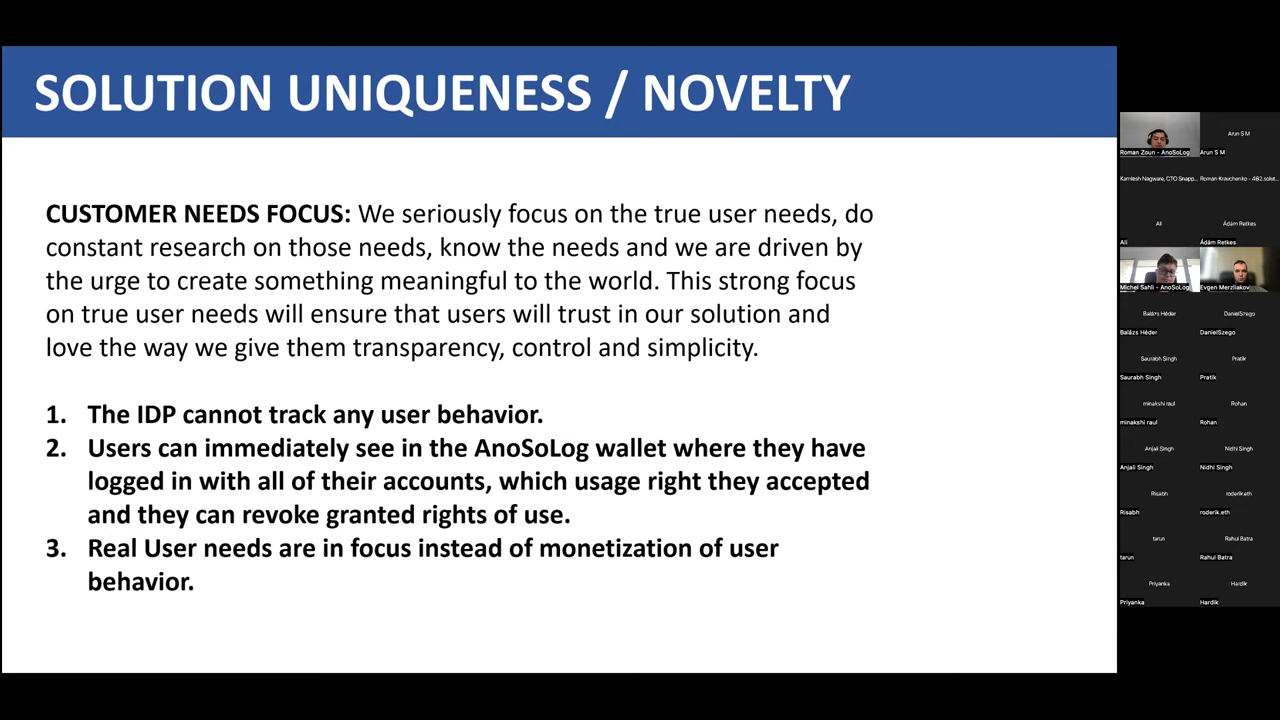 SOLUTION UNIQUENESS / NOVELTY
CUSTOMER NEEDS FOCUS: We seriously focus on the true user needs, do
constant research on those needs, know the needs and we are driven by
the urge to create something meaningful to the world. This strong focus
on true user needs will ensure that users will trust in our solution and
love the way we give them transparency, control and simplicity.
1. The IDP cannot track any user behavior.
2. Users can immediately see in the AnoSoLog wallet where they have
logged in with all of their accounts, which usage right they accepted
and they can revoke granted rights of use.
3. Real User needs are in focus instead of monetization of user
behavior.
Arun S M
Roman Zoun - AnoSoLog
Arun S M
Kamlesh Nagware, CTO Snapp...
Roman Kravchenko - 482.solut...
Ali
Ádám Retkes
Ali
Ádám Retkes
Michel Sahli - AnoSoLog
Evgen Merzliakov
Balázs Héder
DanielSzego
Balázs Héder
DanielSzego
Saurabh Singh
Pratik
Saurabh Singh
Pratik
minakshi raul
Rohan
minakshi raul
Rohan
Anjali Singh
Nidhi Singh
Anjali Singh
Nidhi Singh
Risabh
roderik.eth
Risabh
roderik.eth
tarun
Rahul Batra
tarun
Rahul Batra
Priyanka
Hardik
Priyanka
Hardik